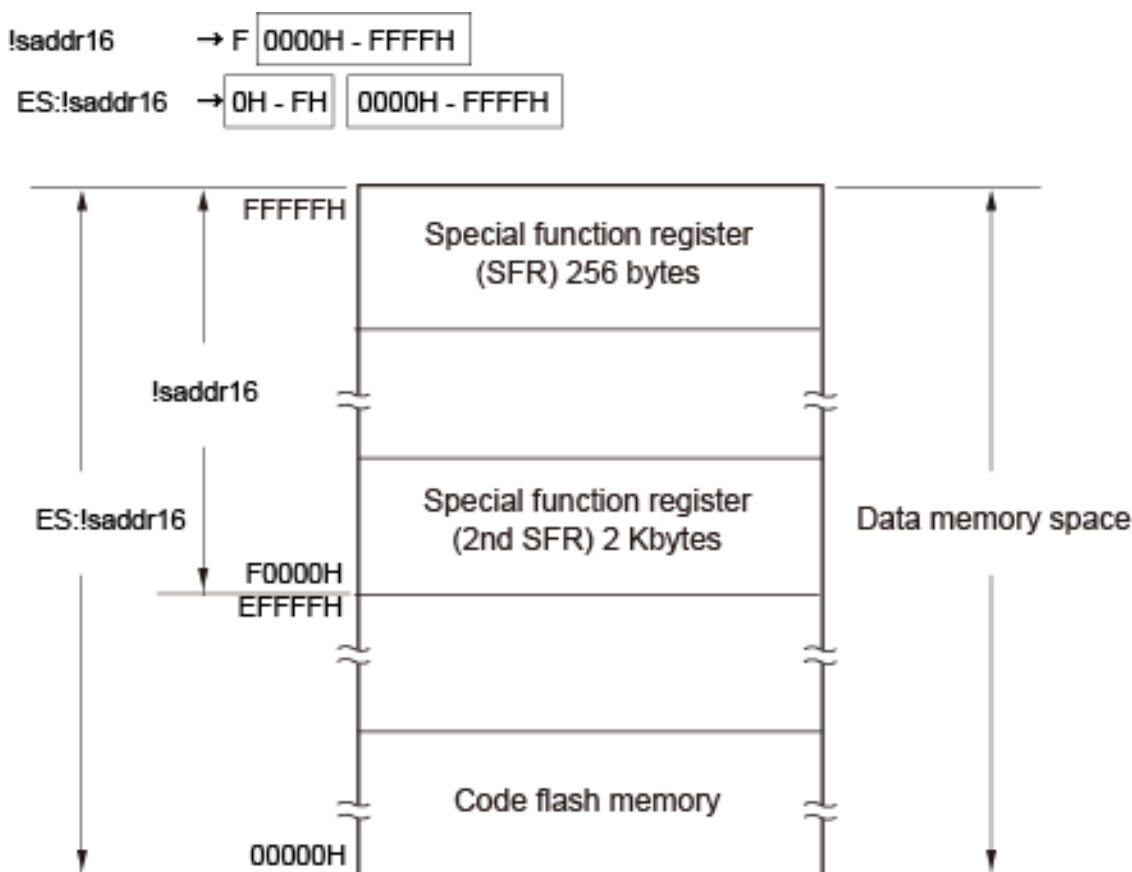 !saddr16 → F 0000H - FFFFH
ES:!saddr16 → 0H - FH 0000H - FFFFH
FFFFFH
Special function register
(SFR) 256 bytes
!saddr16
ES:!saddr16
Special function register
(2nd SFR) 2 Kbytes
Data memory space
F0000H
EFFFFH
Code flash memory
00000H